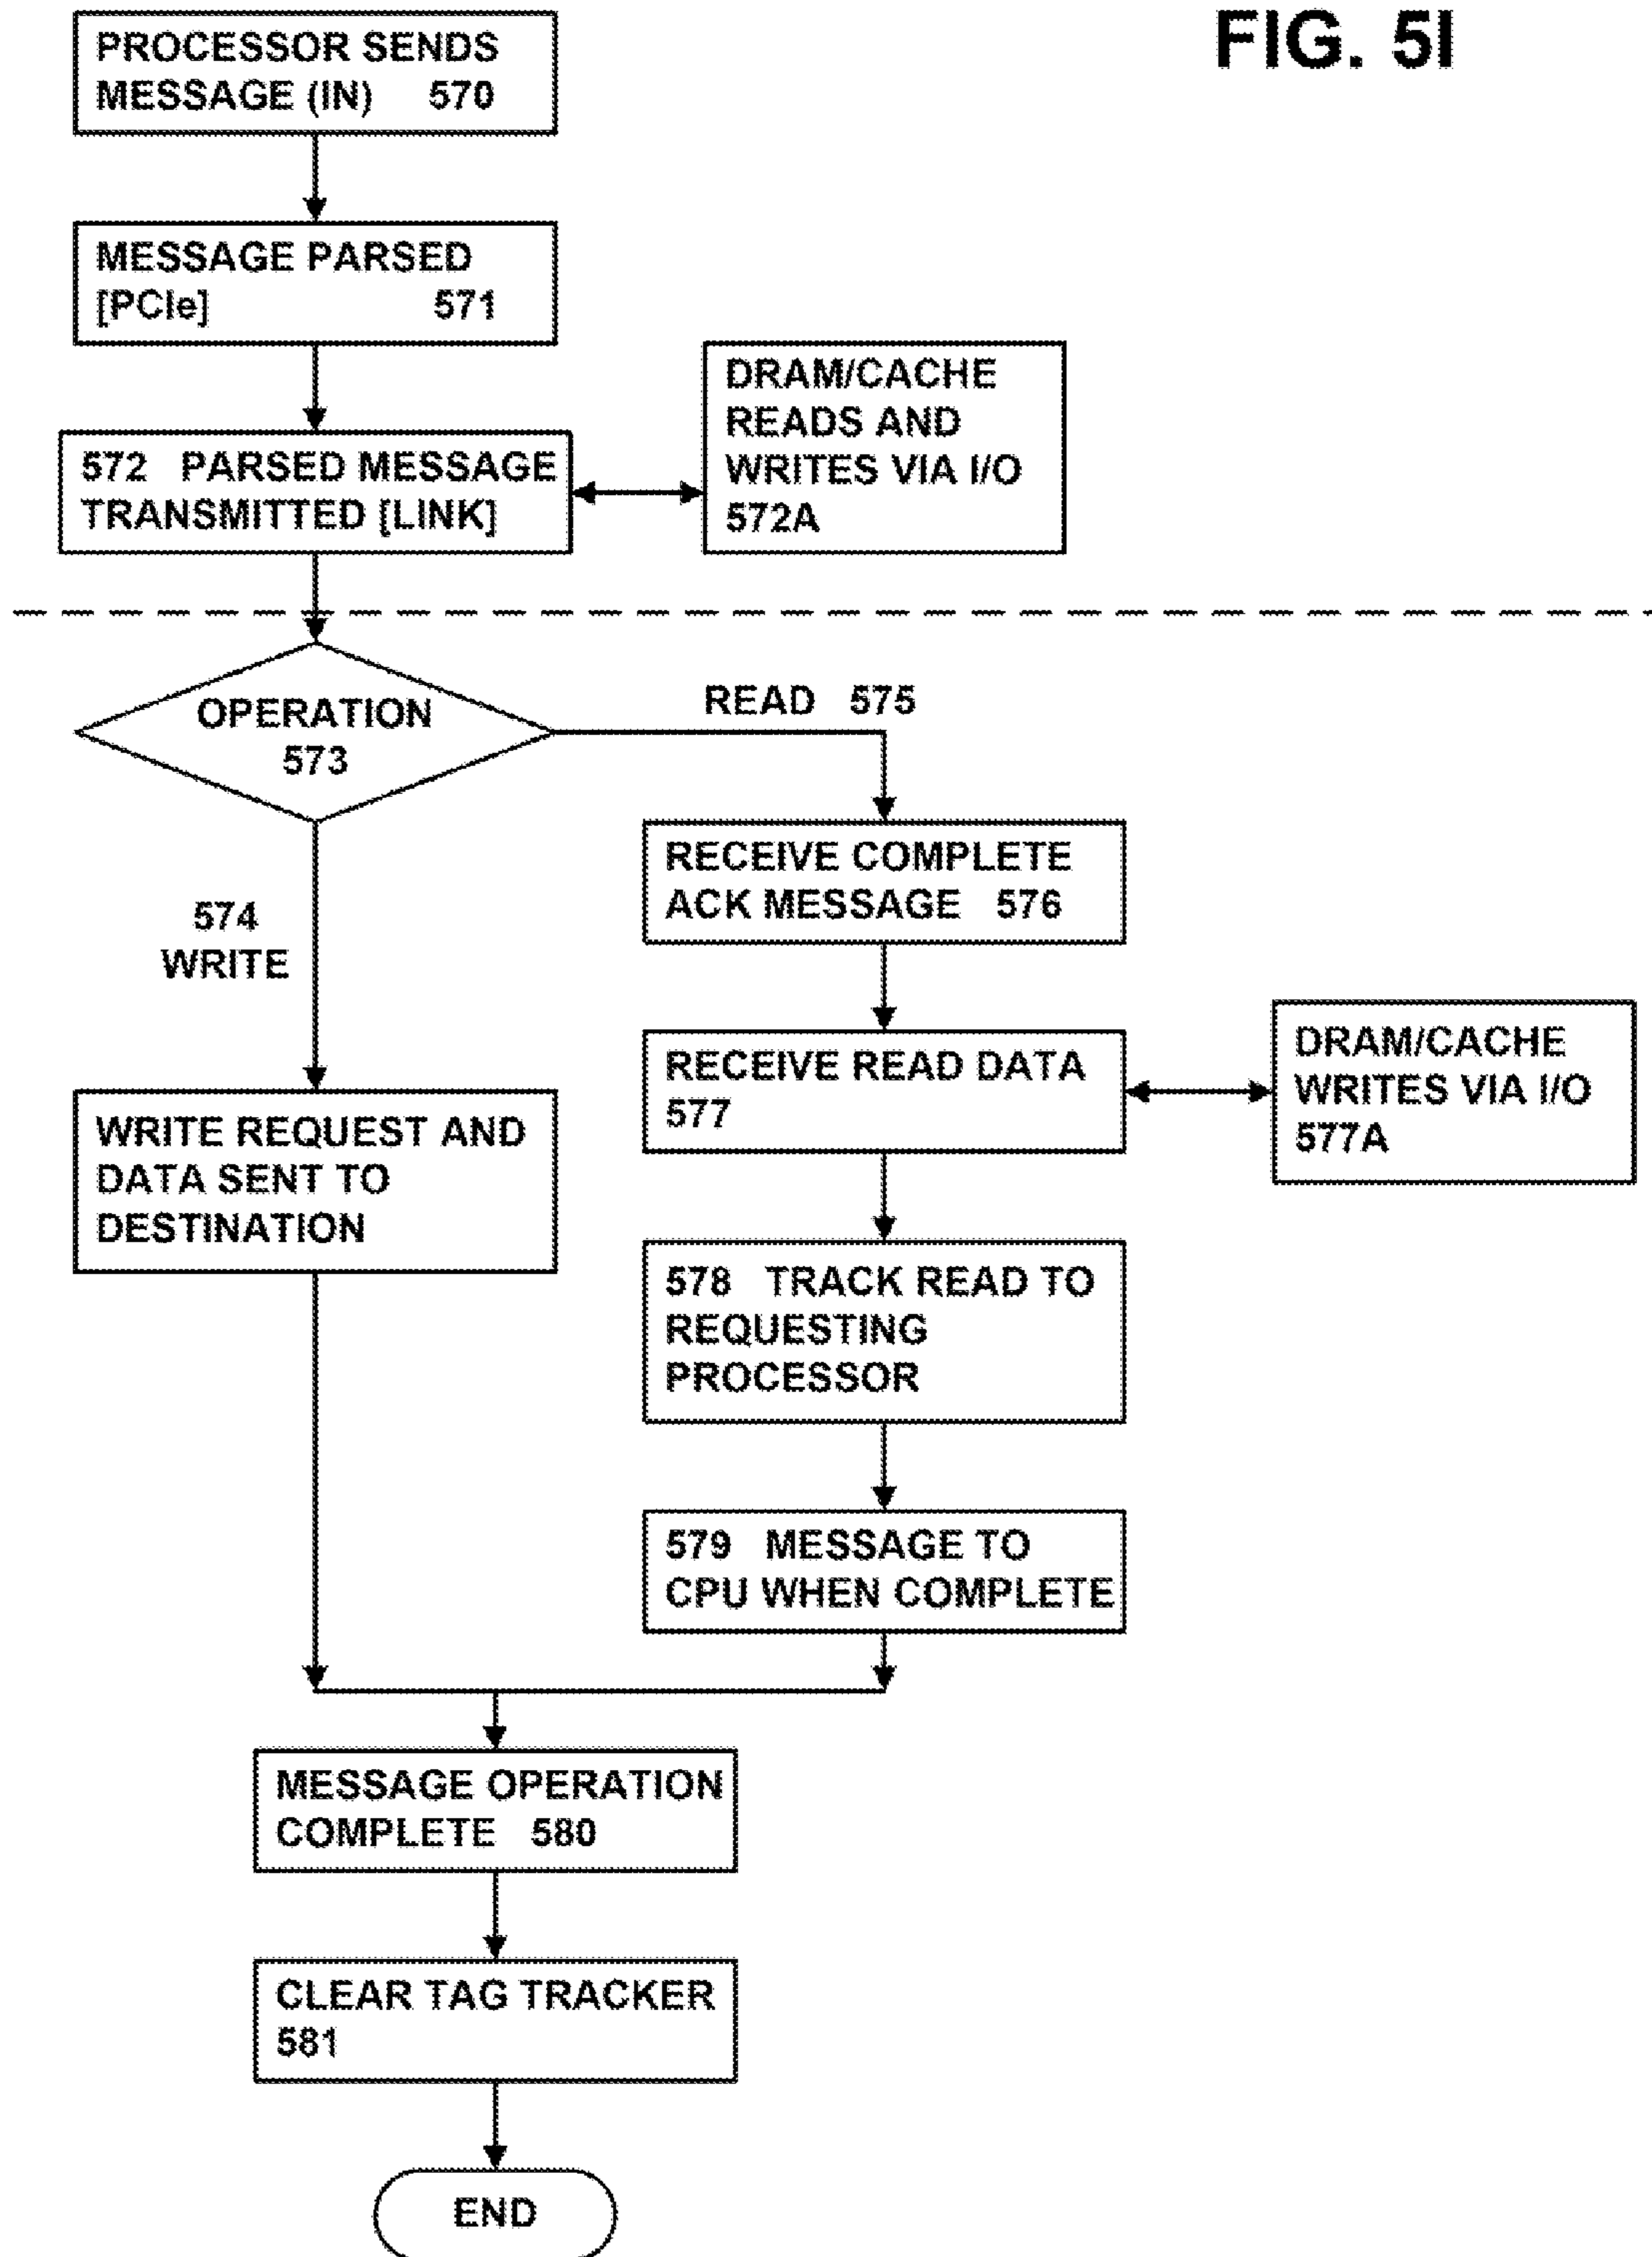 FIG. 5I
PROCESSOR SENDS
MESSAGE (IN) 570
MESSAGE PARSED
[PCIe] 571
572 PARSED MESSAGE
TRANSMITTED [LINK]
DRAM/CACHE
READS AND
WRITES VIA I/O
572A
OPERATION
573
READ 575
574
WRITE
RECEIVE COMPLETE
ACK MESSAGE 576
RECEIVE READ DATA
577
DRAM/CACHE
WRITES VIA I/O
577A
WRITE REQUEST AND
DATA SENT TO
DESTINATION
578 TRACK READ TO
REQUESTING
PROCESSOR
579 MESSAGE TO
CPU WHEN COMPLETE
MESSAGE OPERATION
COMPLETE 580
CLEAR TAG TRACKER
581
END